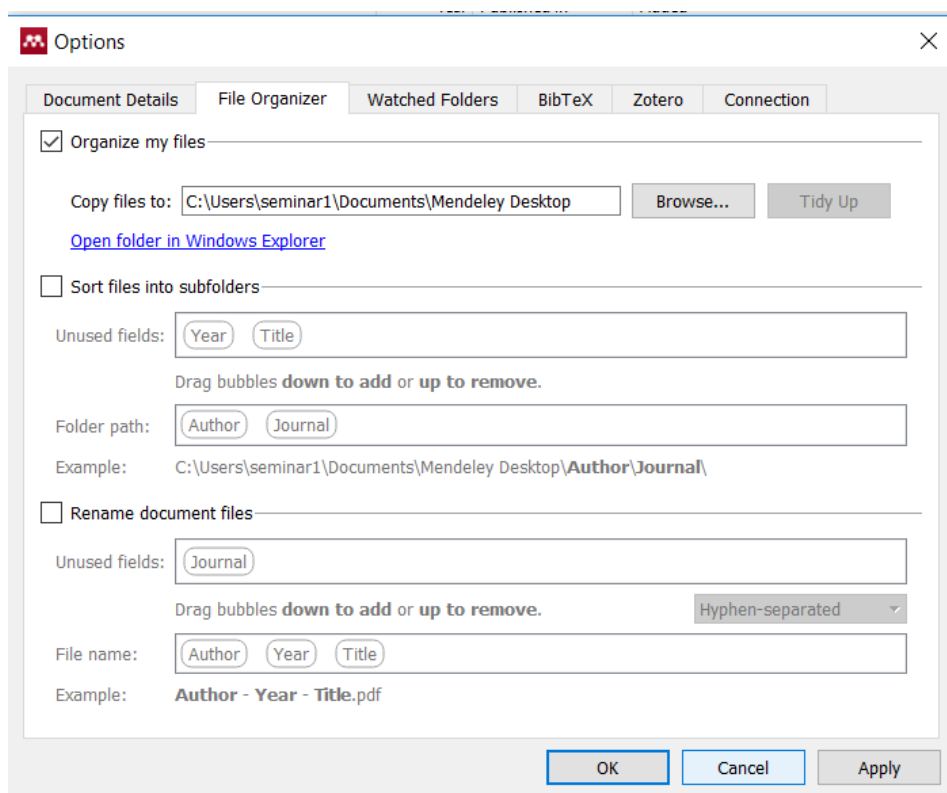 Options
Document Details File Organizer Watched Folders BibTeX Zotero Connection
Organize my files
Copy files to: C:\Users\seminar1\Documents\Mendeley Desktop Browse... Tidy Up
Open folder in Windows Explorer
Sort files into subfolders
Unused fields: Year Title
Drag bubbles down to add or up to remove.
Folder path: Author Journal
Example: C:\Users\seminar1\Documents\Mendeley Desktop\Author\Journal\
Rename document files
Unused fields: Journal
Drag bubbles down to add or up to remove. Hyphen-separated
File name: Author Year Title
Example: Author - Year - Title.pdf
OK Cancel Apply